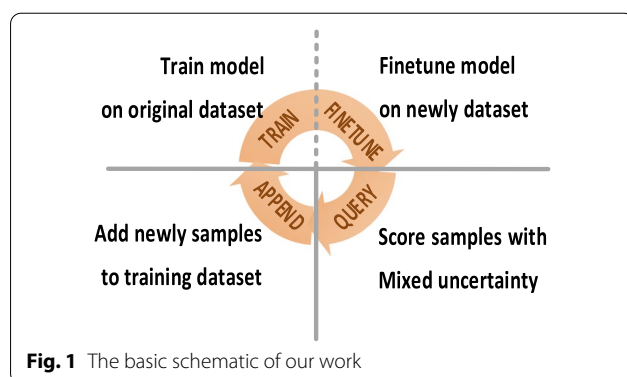 Train model
on original dataset
Finetune model
on newly dataset
TRAIN
FINETUNE
APPEND
QUERY
Add newly samples
to training dataset
Score samples with
Mixed uncertainty
Fig. 1 The basic schematic of our work